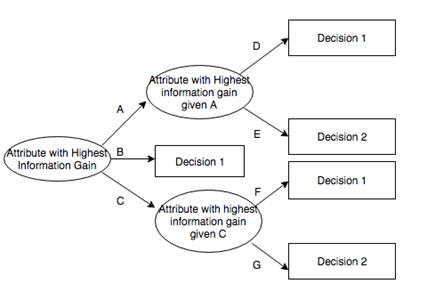 D
Decision 1
Attribute with Highest
information gain
given A
A
E
Decision 2
Attribute with Highest
Information Gain
B
Decision 1
C
F
Decision 1
Attribute with highest
information gain
given C
G
Decision 2